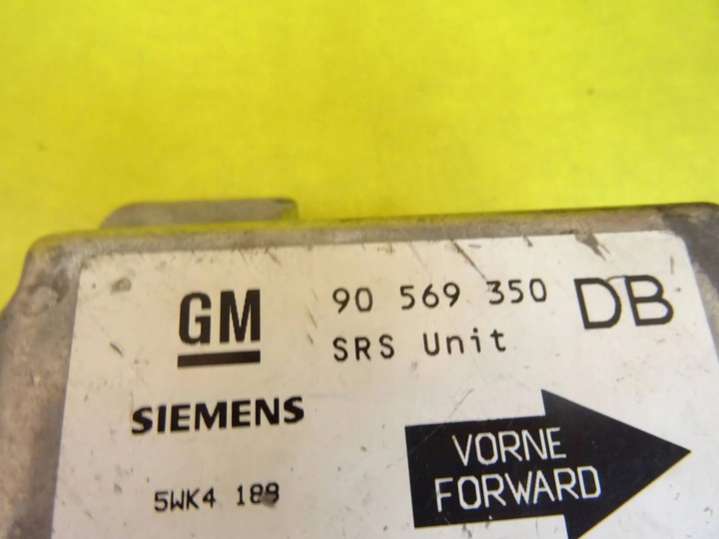 GM 90 569 350 DB
SRS Unit
SIEMENS
5WK4 189
VORNE
FORWARD